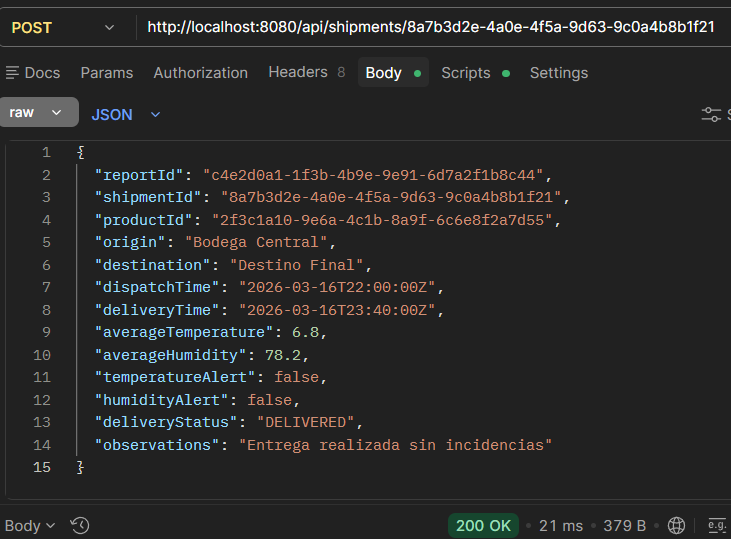 POST http://localhost:8080/api/shipments/8a7b3d2e-4a0e-4f5a-9d63-9c0a4b8b1f21
Docs Params Authorization Headers 8 Body Scripts Settings
raw JSON
1 {
2 "reportId": "c4e2d0a1-1f3b-4b9e-9e91-6d7a2f1b8c44",
3 "shipmentId": "8a7b3d2e-4a0e-4f5a-9d63-9c0a4b8b1f21",
4 "productId": "2f3c1a10-9e6a-4c1b-8a9f-6c6e8f2a7d55",
5 "origin": "Bodega Central",
6 "destination": "Destino Final",
7 "dispatchTime": "2026-03-16T22:00:00Z",
8 "deliveryTime": "2026-03-16T23:40:00Z",
9 "averageTemperature": 6.8,
10 "averageHumidity": 78.2,
11 "temperatureAlert": false,
12 "humidityAlert": false,
13 "deliveryStatus": "DELIVERED",
14 "observations": "Entrega realizada sin incidencias"
15 }
Body 200 OK 21 ms 379 B e.g.